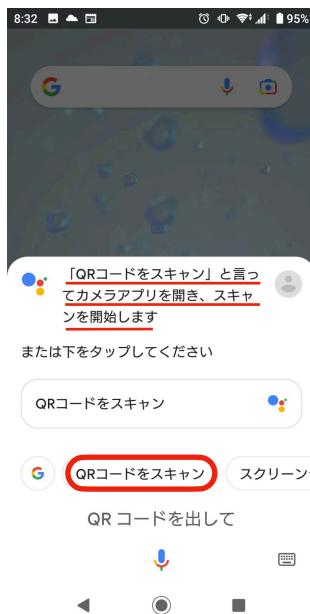 8:32
95%
「QRコードをスキャン」と言っ
てカメラアプリを開き、スキャ
ンを開始します
または下をタップしてください
QRコードをスキャン
QRコードをスキャン
スクリーン
QR コードを出して